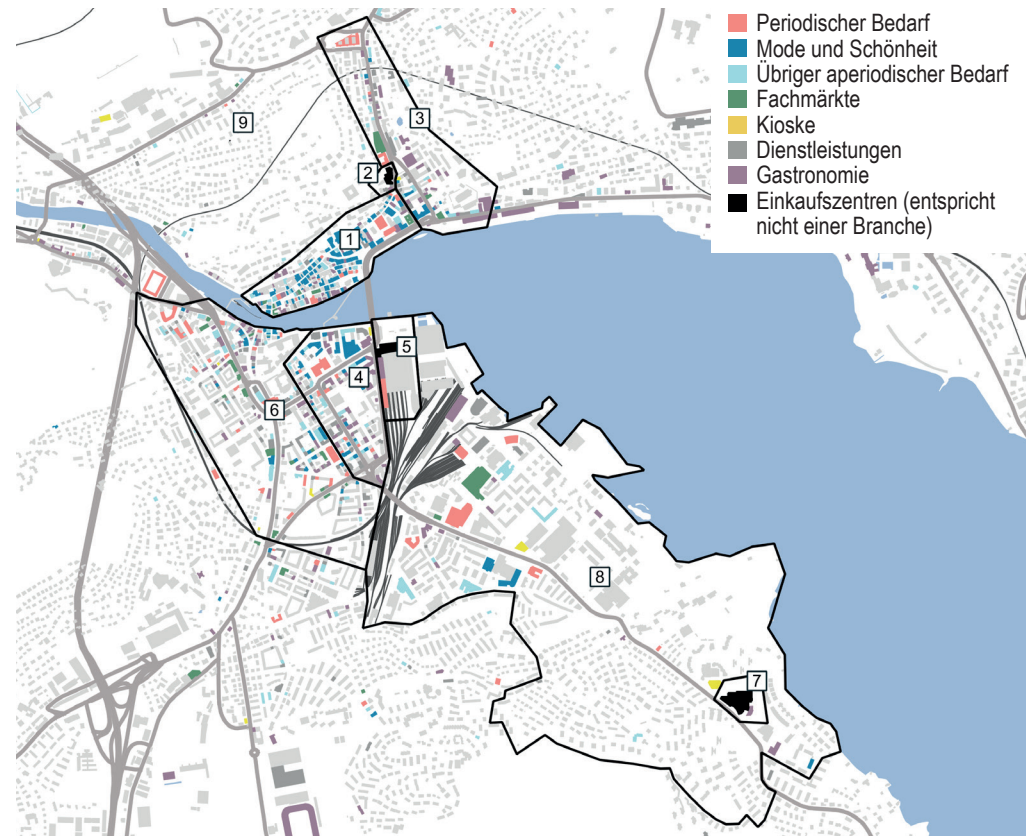 Periodischer Bedarf
Mode und Schönheit
Übriger aperiodischer Bedarf
Fachmärkte
Kioske
Dienstleistungen
Gastronomie
Einkaufszentren (entspricht
nicht einer Branche)
9
3
2
1
5
4
6
8
7